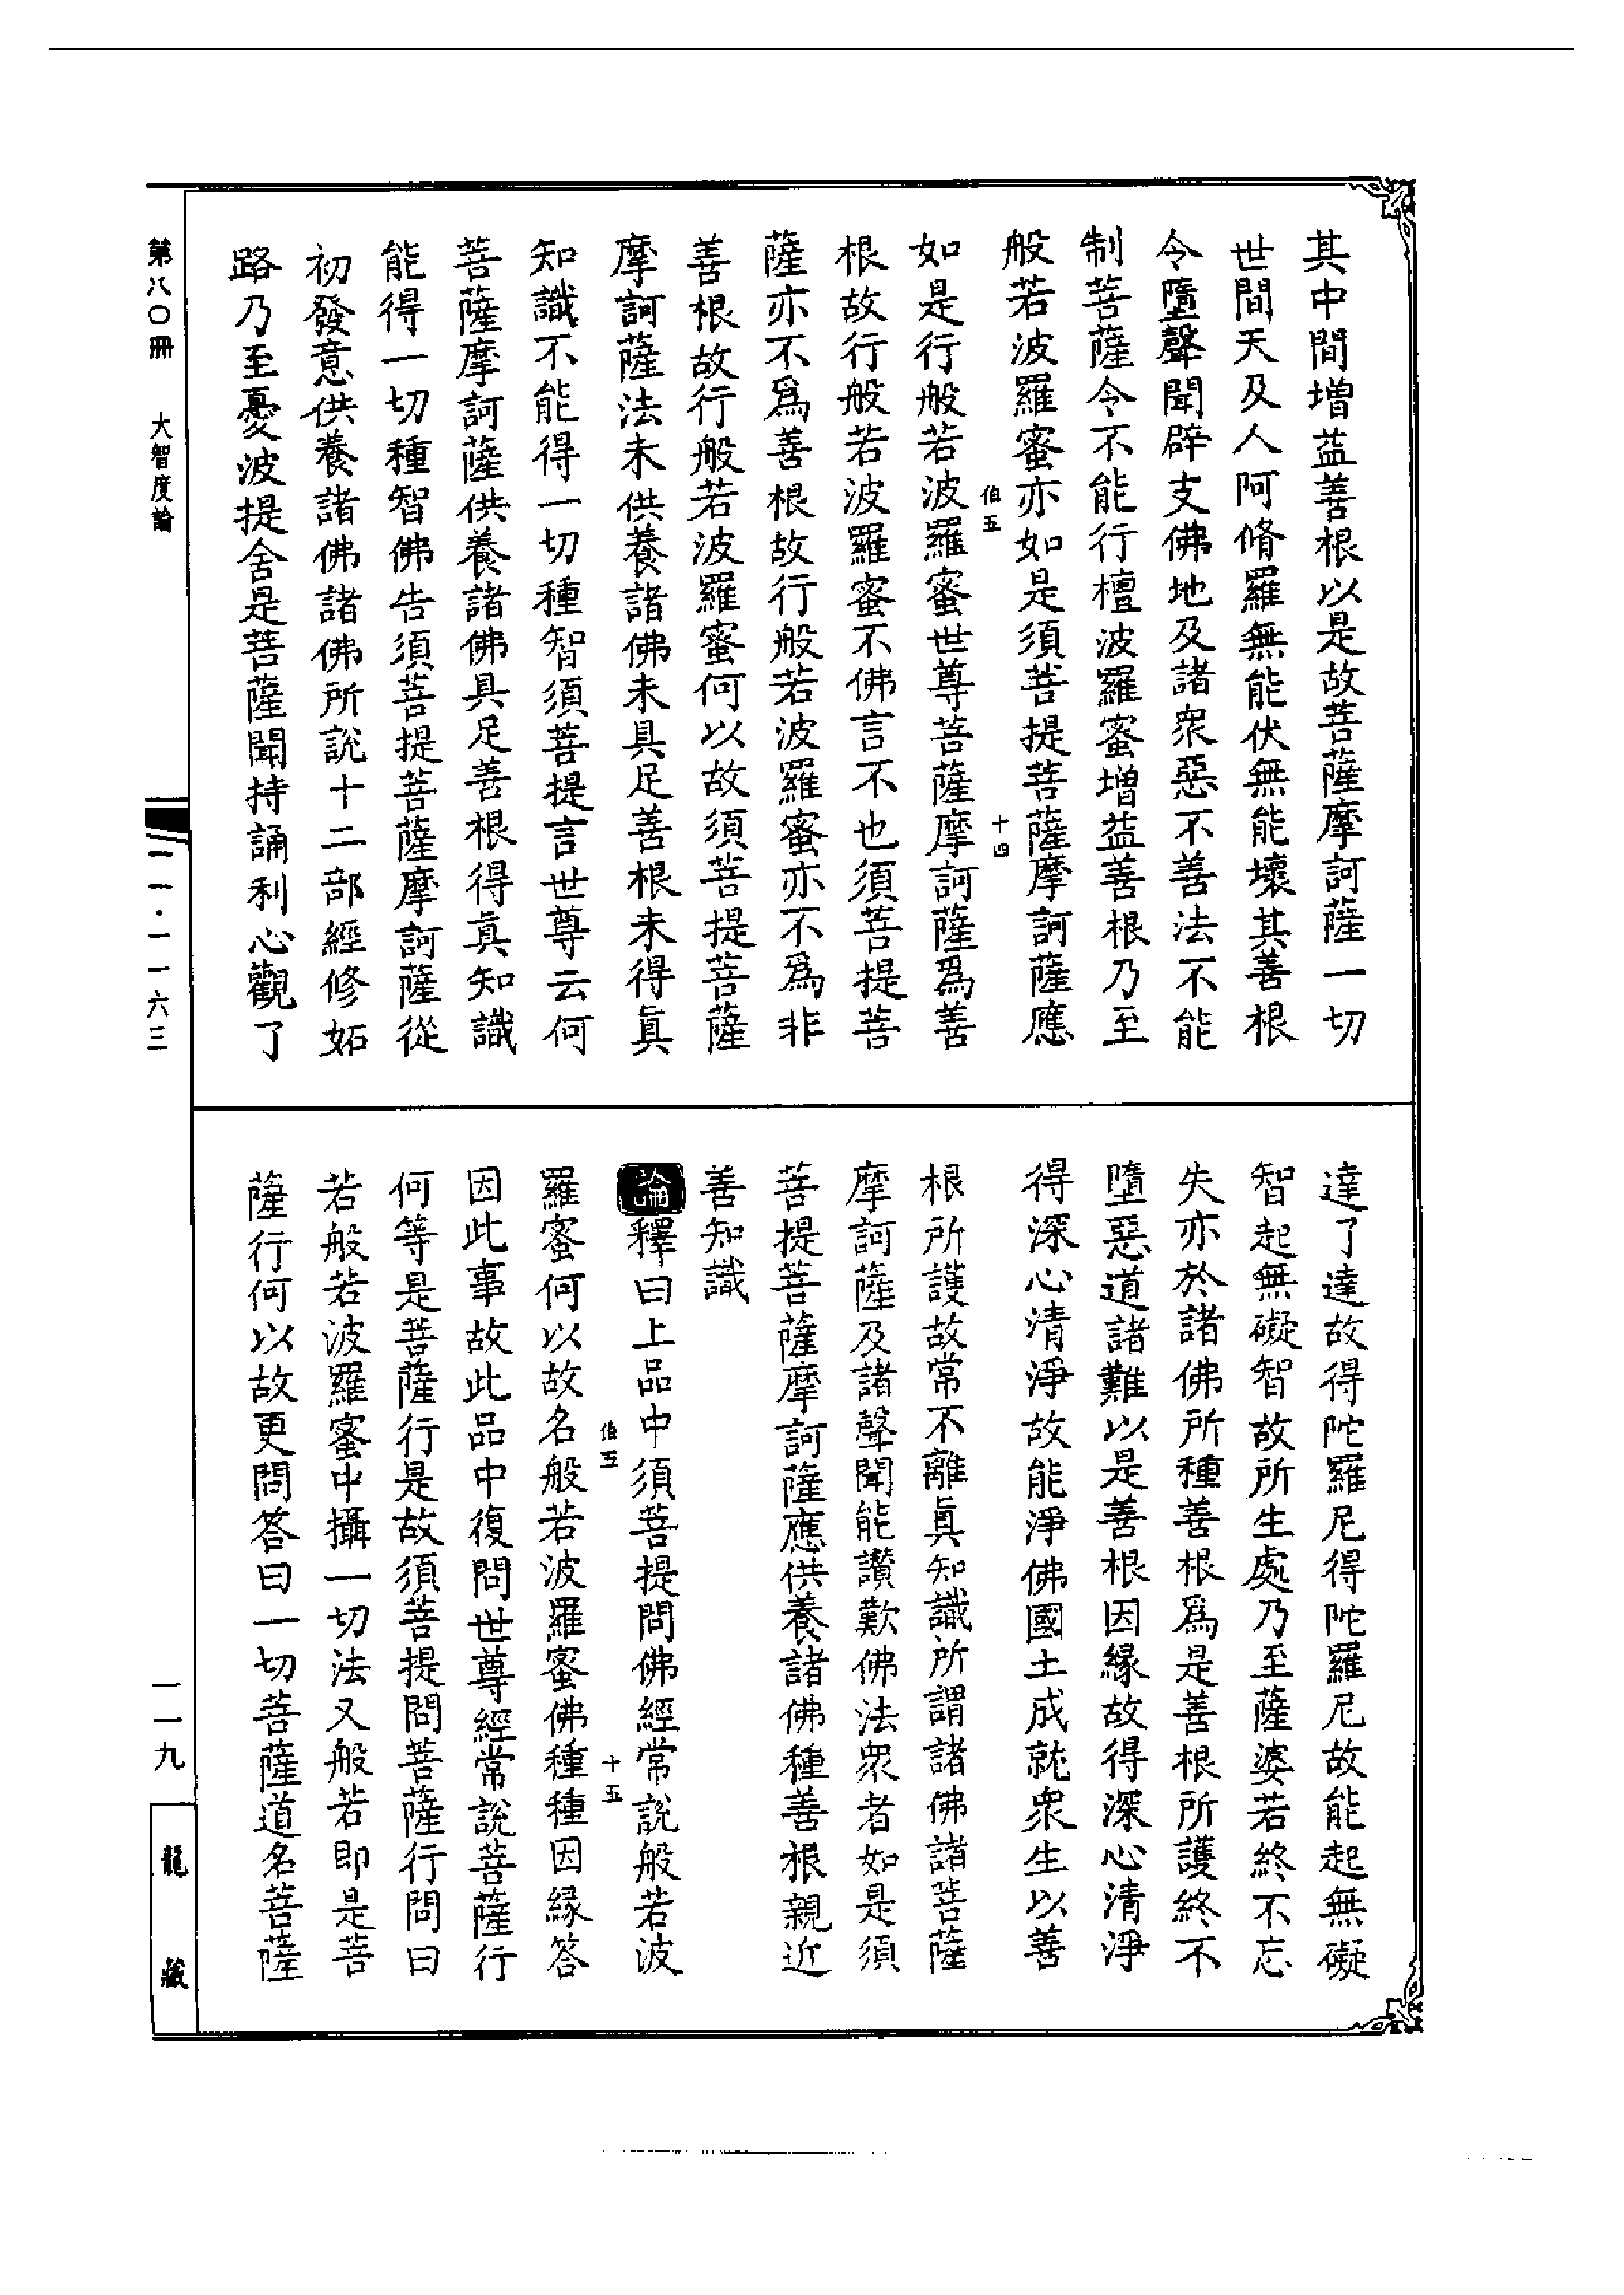 其中間增益善根以是故菩薩摩訶薩一切
世間天及人阿脩羅無能伏無能壞其善根
令墮聲聞辟支佛地及諸衆惡不善法不能
制菩薩令不能行檀波羅蜜增益善根乃至
般若波羅蜜亦如是須菩提菩薩摩訶薩應
伯五
十四
如是行般若波羅蜜世尊菩薩摩訶薩爲善
根故行般若波羅蜜不佛言不也須菩提菩
薩亦不爲善根故行般若波羅蜜亦不爲非
善根故行般若波羅蜜何以故須菩提菩薩
摩訶薩法未供養諸佛未具足善根未得眞
知識不能得一切種智須菩提言世尊云何
菩薩摩訶薩供養諸佛具足善根得眞知識
能得一切種智佛告須菩提菩薩摩訶薩從
初發意供養諸佛諸佛所說十二部經修妬
路乃至憂波提舍是菩薩聞持誦利心觀了
達了達故得陀羅尼得陀羅尼故能起無礙
智起無礙智故所生處乃至薩婆若終不忘
失亦於諸佛所種善根爲是善根所護終不
墮惡道諸難以是善根因緣故得深心清淨
得深心清淨故能淨佛國土成就衆生以善
根所護故常不離眞知識所謂諸佛諸菩薩
摩訶薩及諸聲聞能讚歎佛法衆者如是須
菩提菩薩摩訶薩應供養諸佛種善根親近
善知識
論釋曰上品中須菩提問佛經常說般若波
伯五
十五
羅蜜何以故名般若波羅蜜佛種種因緣答
因此事故此品中復問世尊經常說菩薩行
何等是菩薩行是故須菩提問菩薩行問曰
若般若波羅蜜中攝一切法又般若即是菩
薩行何以故更問答曰一切菩薩道名菩薩
第八〇冊 大智度論
一一·一一六三
一一九
龍藏